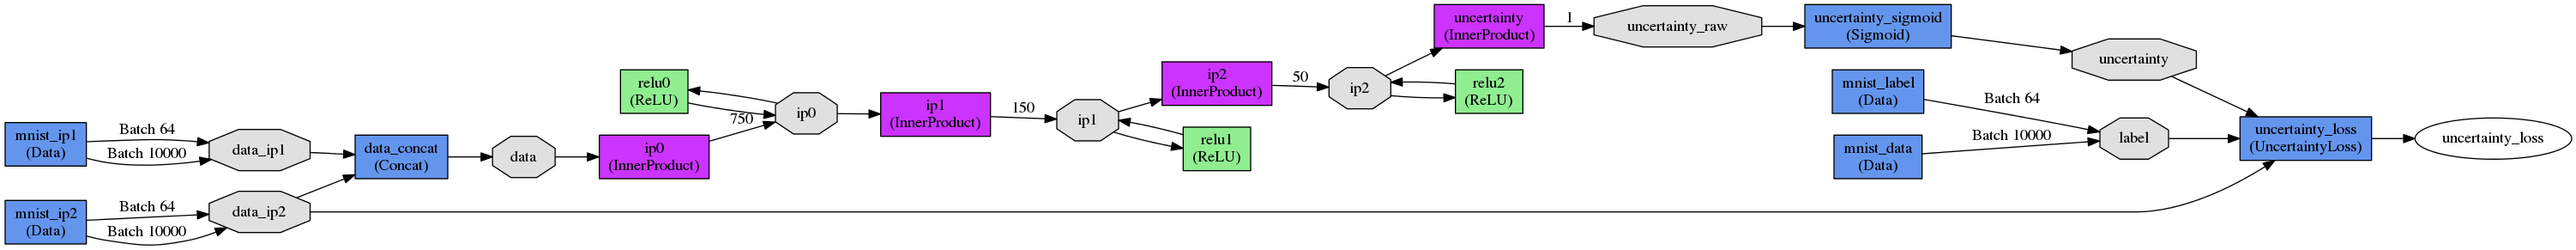 mnist_ip1
(Data)
Batch 64
Batch 10000
data_ip1
mnist_ip2
(Data)
Batch 64
Batch 10000
data_ip2
data_concat
(Concat)
data
ip0
(InnerProduct)
750
relu0
(ReLU)
ip0
ip1
(InnerProduct)
150
ip1
relu1
(ReLU)
ip2
(InnerProduct)
50
ip2
relu2
(ReLU)
uncertainty
(InnerProduct)
1
uncertainty_raw
uncertainty_sigmoid
(Sigmoid)
uncertainty
mnist_label
(Data)
Batch 64
mnist_data
(Data)
Batch 10000
label
uncertainty_loss
(UncertaintyLoss)
uncertainty_loss